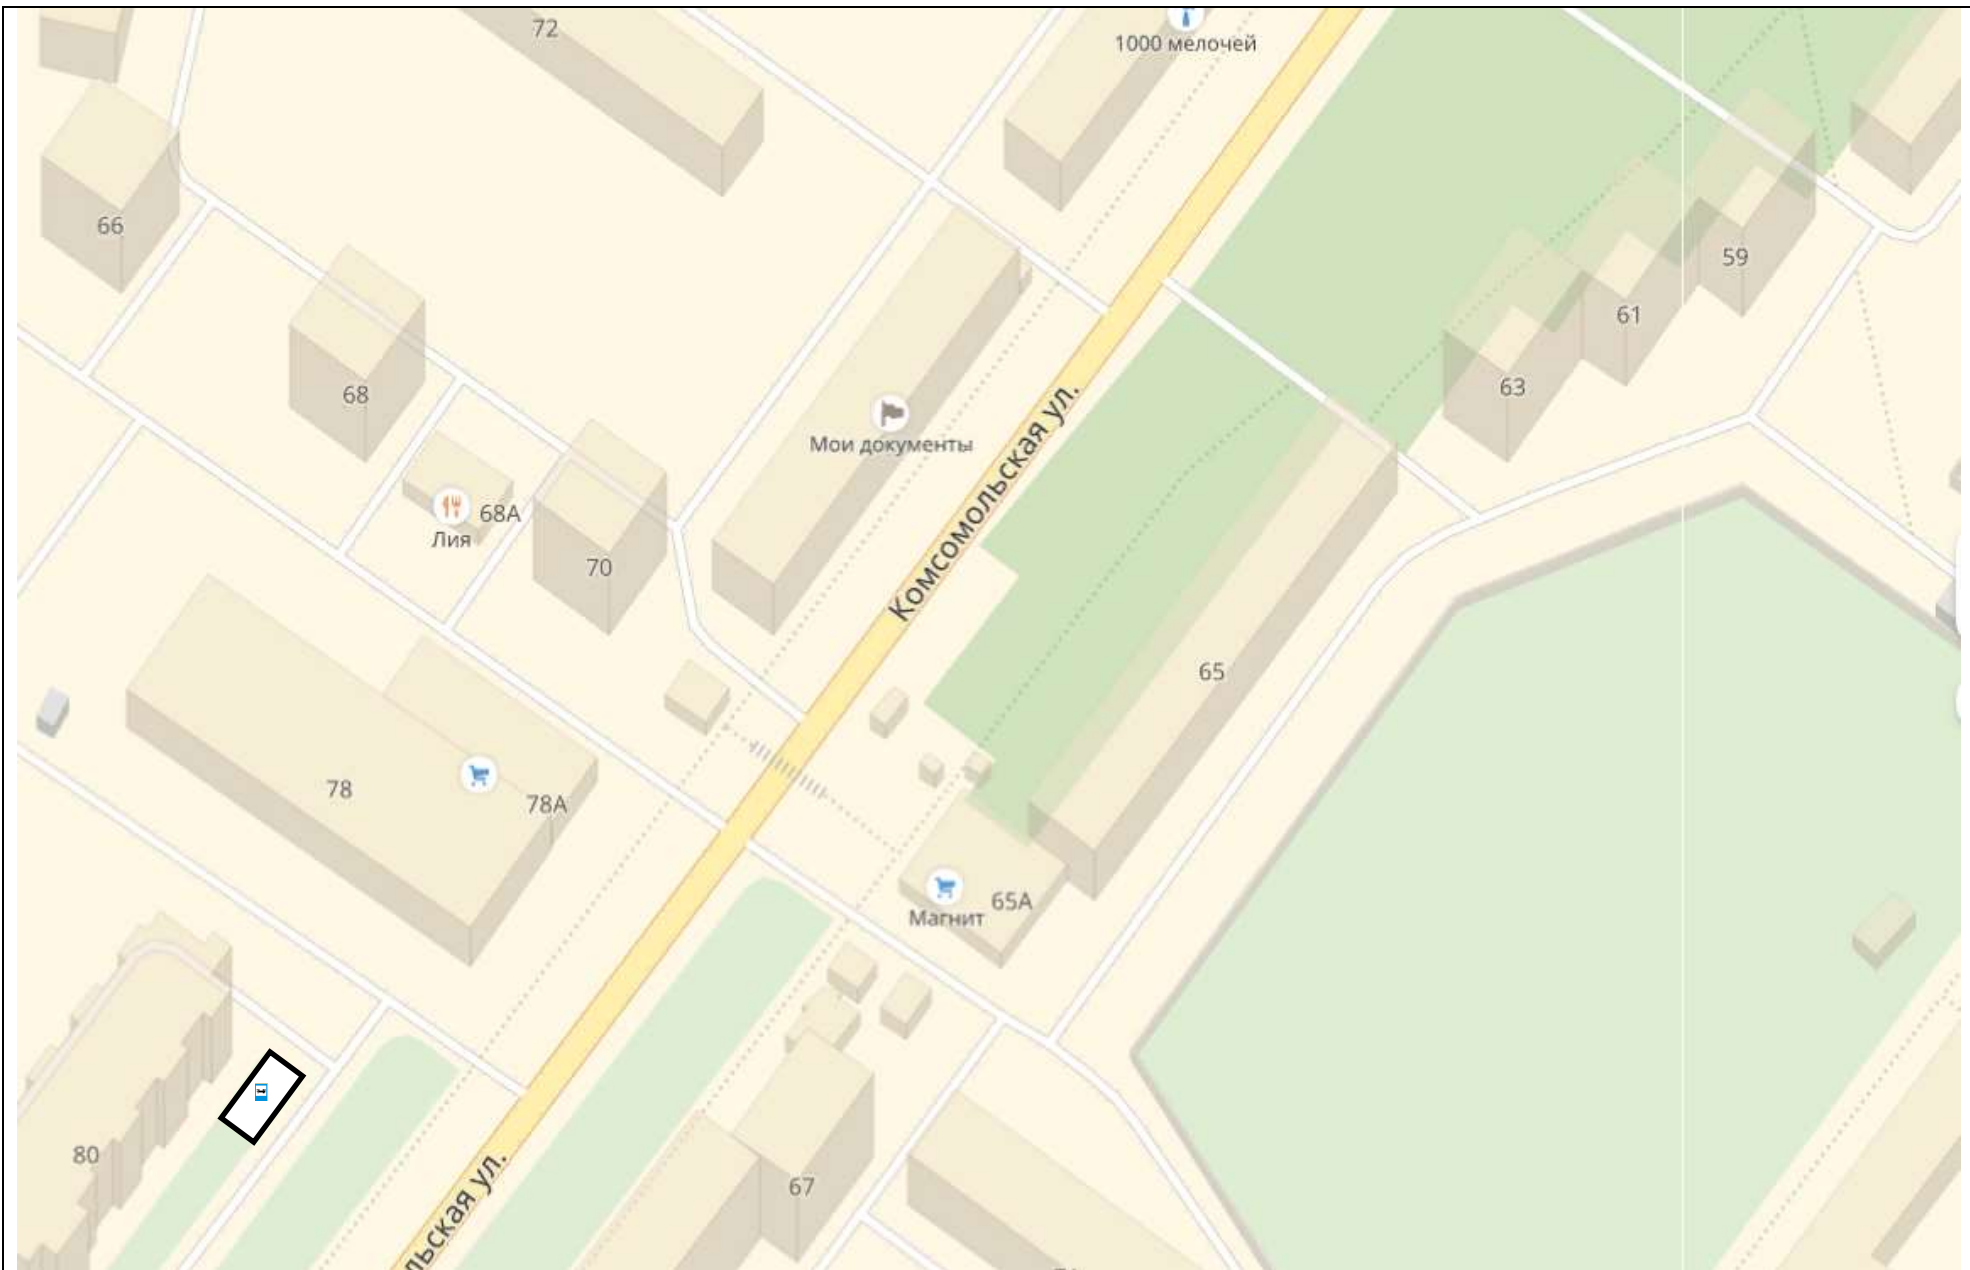 72
1000 мелочей
66
59
61
63
68
Мои документы
68А
Лия
70
Комсомольская ул.
65
78
78А
65А
Магнит
80
льская ул.
67